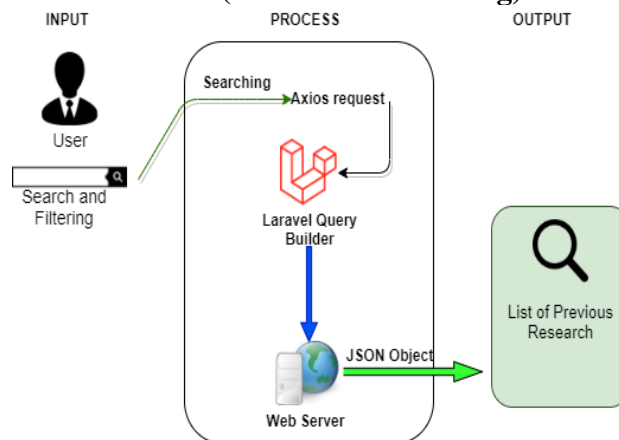 INPUT
PROCESS
OUTPUT
User
Search and
Filtering
Searching
Axios request
Laravel Query
Builder
JSON Object
Web Server
List of Previous
Research